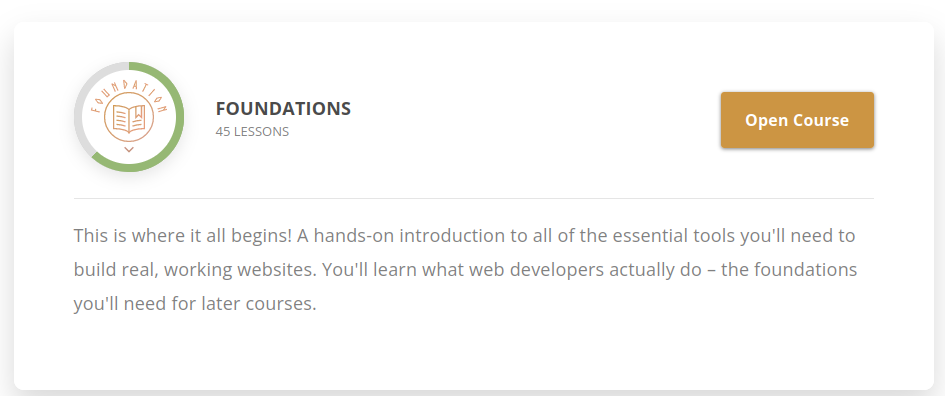 FOUNDATION
FOUNDATIONS
45 LESSONS
Open Course
This is where it all begins! A hands-on introduction to all of the essential tools you'll need to
build real, working websites. You'll learn what web developers actually do – the foundations
you'll need for later courses.